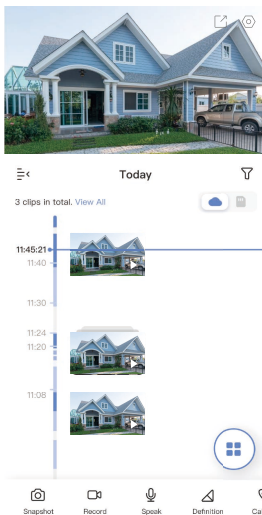 Today
3 clips in total. View All
11:45:21
11:40
11:30
11:24
11:20
11:08
Snapshot
Record
Speak
Definition
Ca